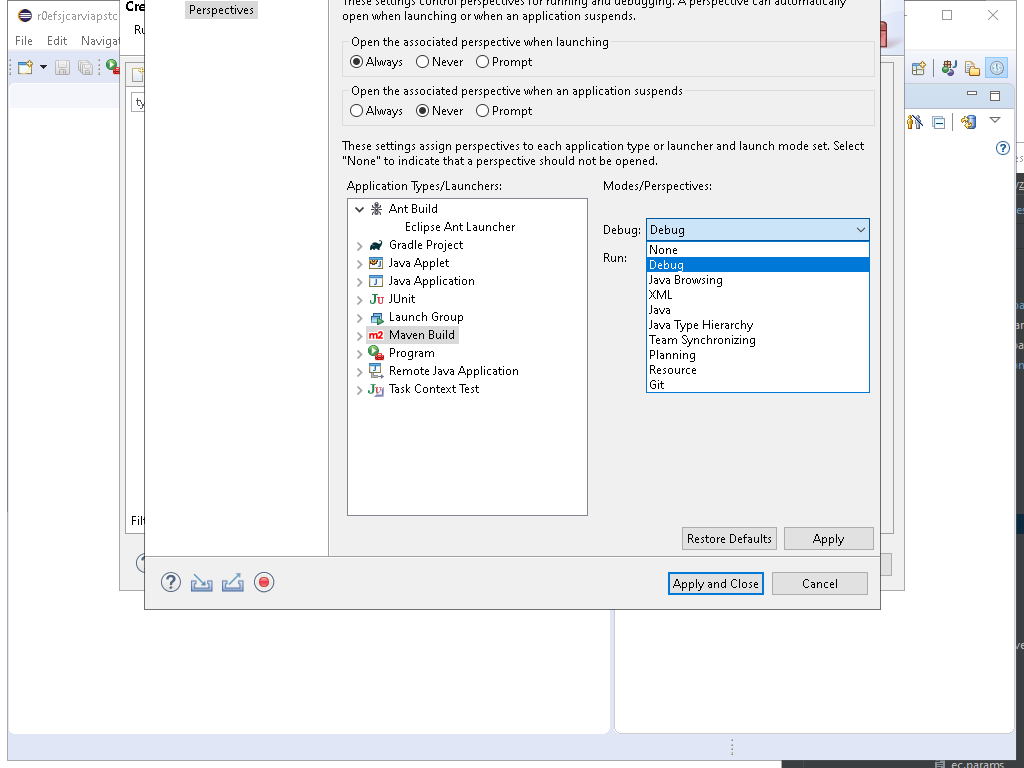 r0efsjcarviapstc
File Edit Navigat
Cre
Ru
ty
Filt
Perspectives
These settings control perspectives for running and debugging. A perspective can automatically
open when launching or when an application suspends.
Open the associated perspective when launching
Always Never Prompt
Open the associated perspective when an application suspends
Always Never Prompt
These settings assign perspectives to each application type or launcher and launch mode set. Select
"None" to indicate that a perspective should not be opened.
Application Types/Launchers:
Ant Build
Eclipse Ant Launcher
Gradle Project
Java Applet
Java Application
JUnit
Launch Group
m2 Maven Build
Program
Remote Java Application
Task Context Test
Modes/Perspectives:
Debug: Debug
Run:
None
Debug
Java Browsing
XML
Java
Java Type Hierarchy
Team Synchronizing
Planning
Resource
Git
Restore Defaults Apply
Apply and Close Cancel
ec.params